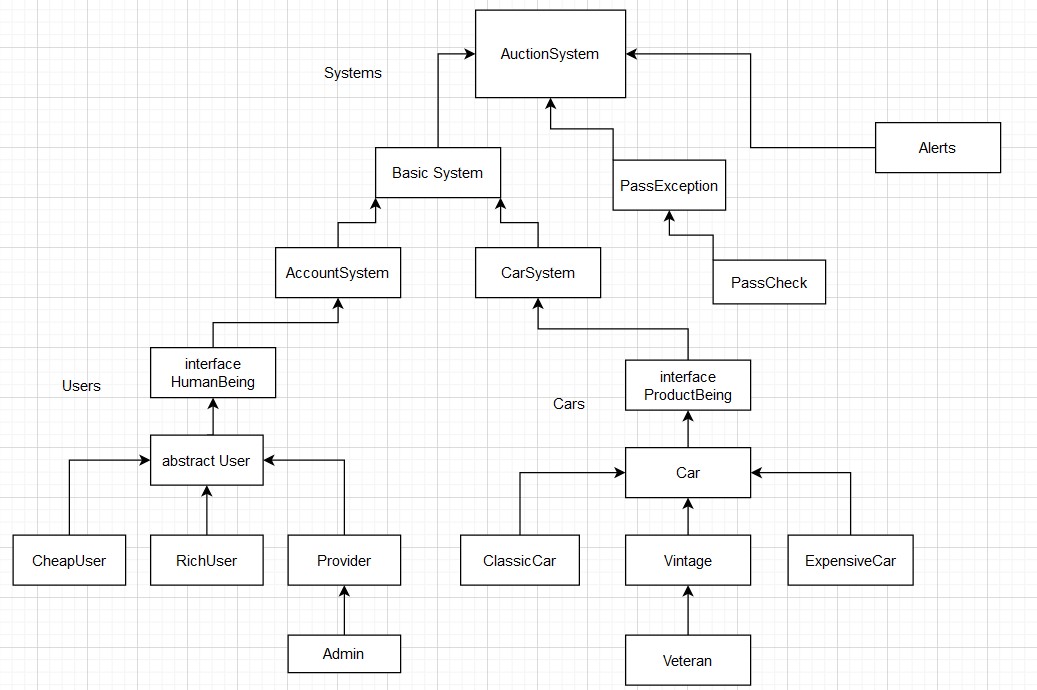 AuctionSystem
Systems
Alerts
Basic System
PassException
AccountSystem
CarSystem
PassCheck
interface
HumanBeing
Users
interface
ProductBeing
Cars
abstract User
Car
CheapUser
RichUser
Provider
ClassicCar
Vintage
ExpensiveCar
Admin
Veteran